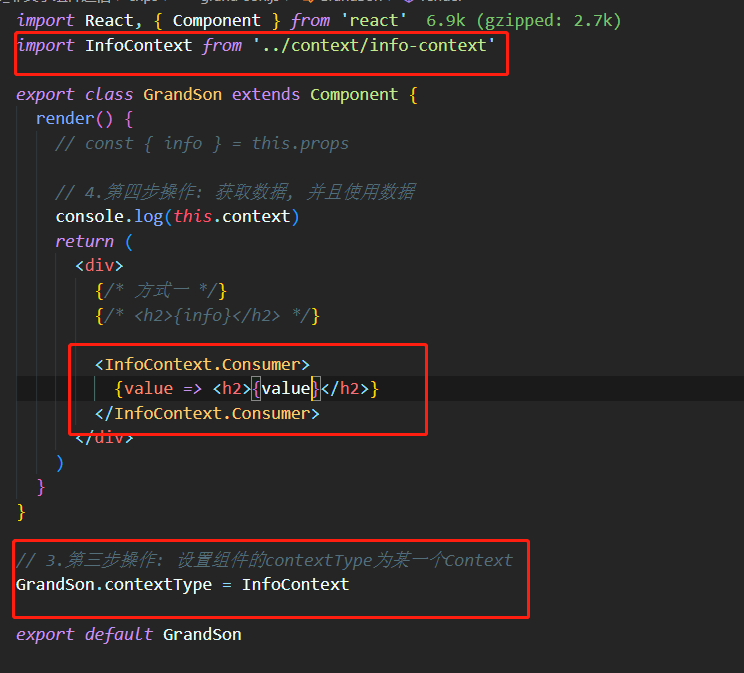 import React, { Component } from 'react' 6.9k (gzipped: 2.7k)
import InfoContext from '../context/info-context'
export class GrandSon extends Component {
render() {
// const { info } = this.props
// 4.第四步操作: 获取数据, 并且使用数据
console.log(this.context)
return (
<div>
{/* 方式一 */}
{/* <h2>{info}</h2> */}
<InfoContext.Consumer>
{value => <h2>{value}</h2>}
</InfoContext.Consumer>
</div>
)
}
}
// 3.第三步操作: 设置组件的contextType为某一个Context
GrandSon.contextType = InfoContext
export default GrandSon